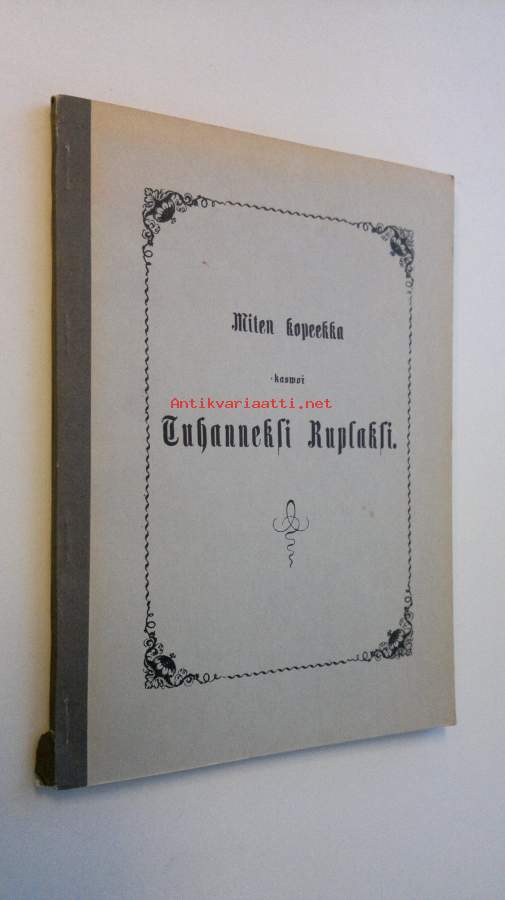 Miten kopeekka
kaswoi
Antikvariaatti.net
Tuhanneksi Ruplaksi.